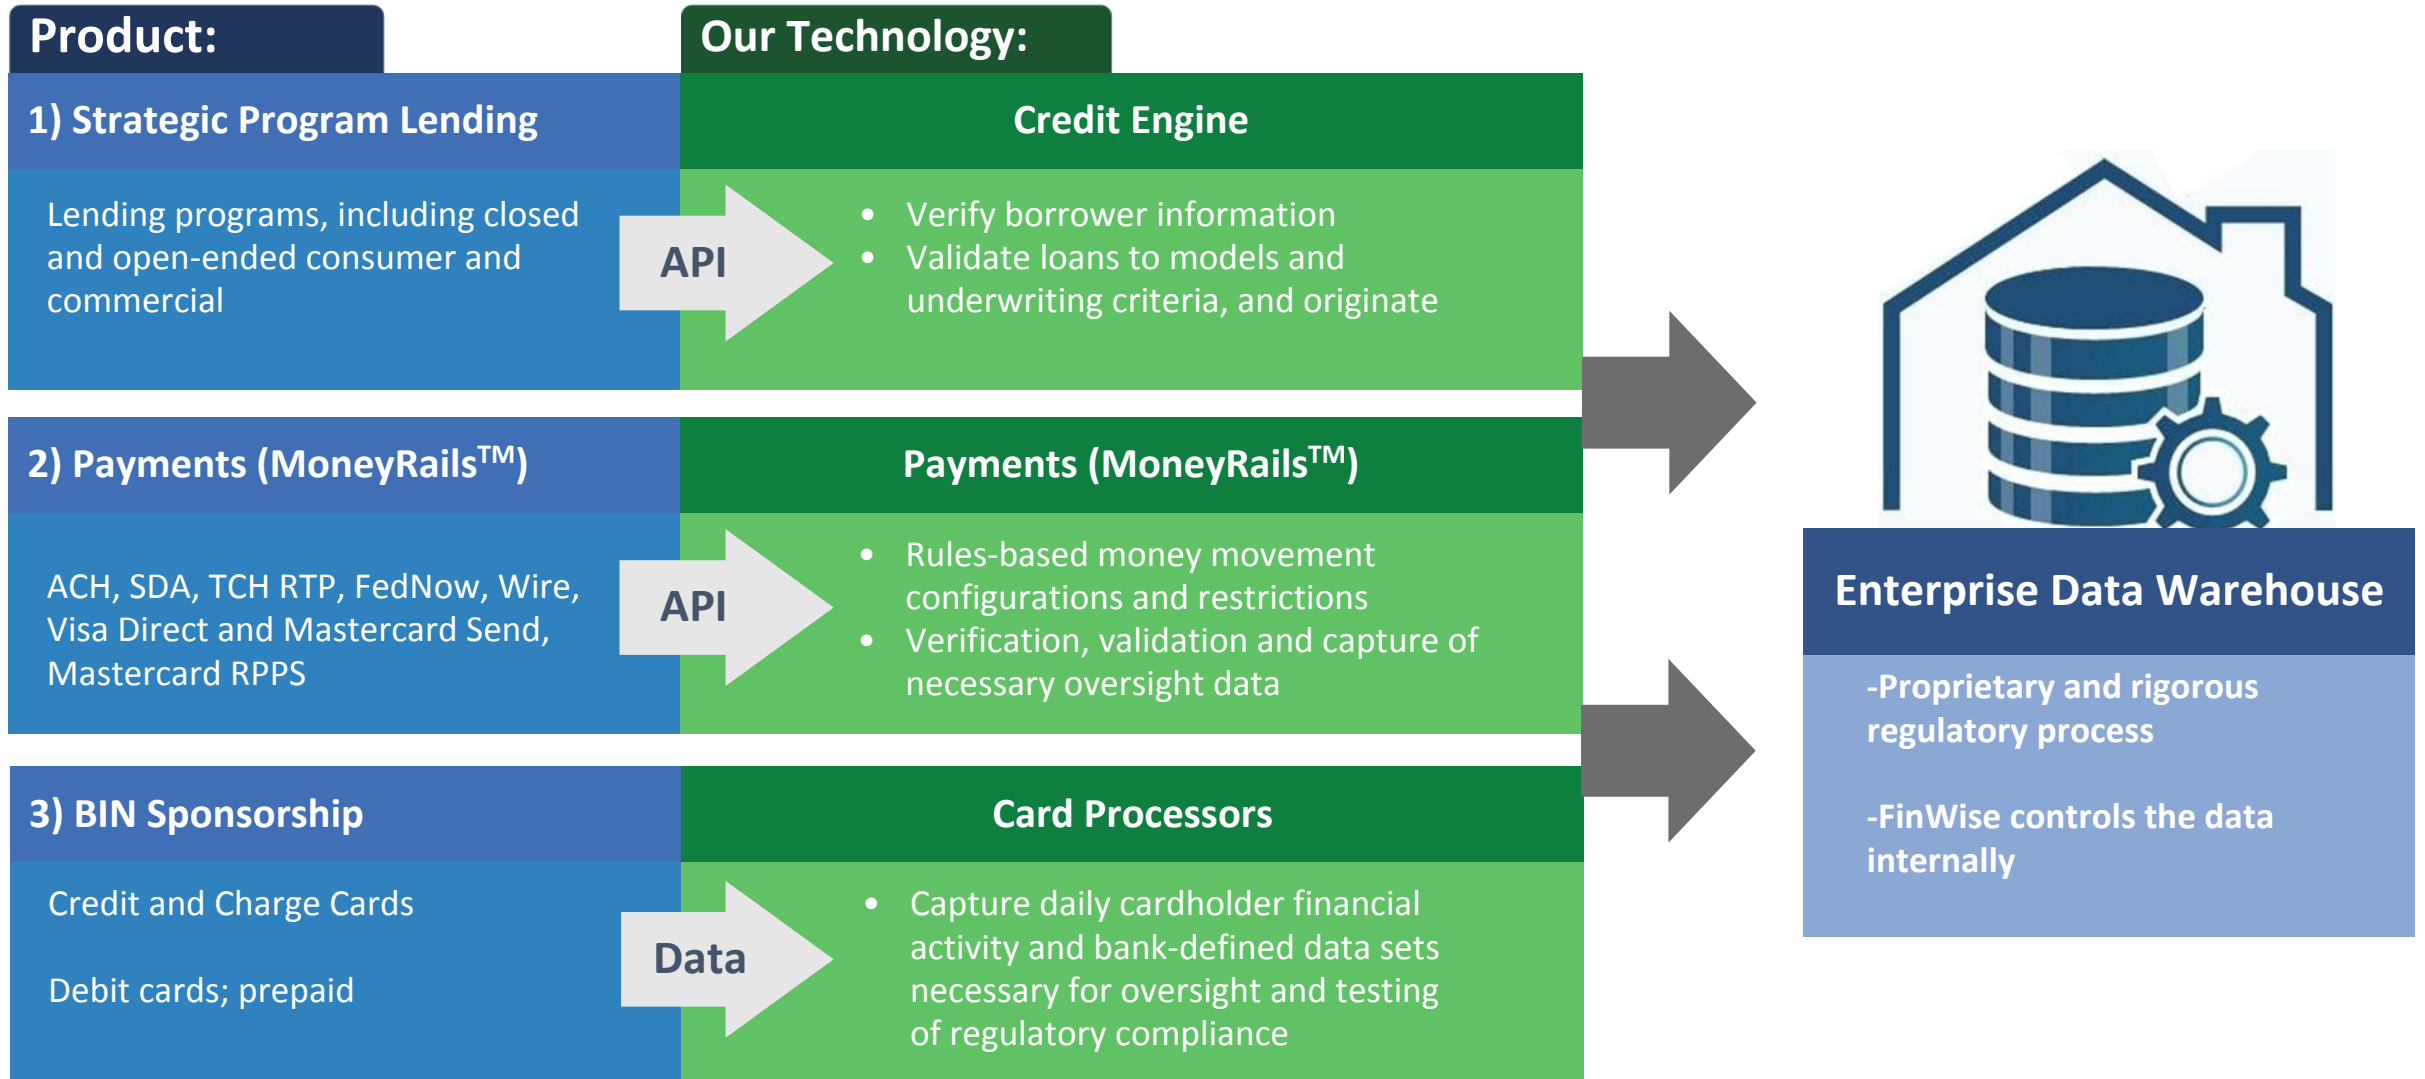 Product:
Our Technology:
1) Strategic Program Lending
Credit Engine
Lending programs, including closed
and open-ended consumer and
commercial
API
• Verify borrower information
• Validate loans to models and
underwriting criteria, and originate
2) Payments (MoneyRails™)
Payments (MoneyRails™)
ACH, SDA, TCH RTP, FedNow, Wire,
Visa Direct and Mastercard Send,
Mastercard RPPS
API
• Rules-based money movement
configurations and restrictions
• Verification, validation and capture of
necessary oversight data
3) BIN Sponsorship
Card Processors
Credit and Charge Cards
Debit cards; prepaid
Data
• Capture daily cardholder financial
activity and bank-defined data sets
necessary for oversight and testing
of regulatory compliance
Enterprise Data Warehouse
-Proprietary and rigorous
regulatory process
-FinWise controls the data
internally